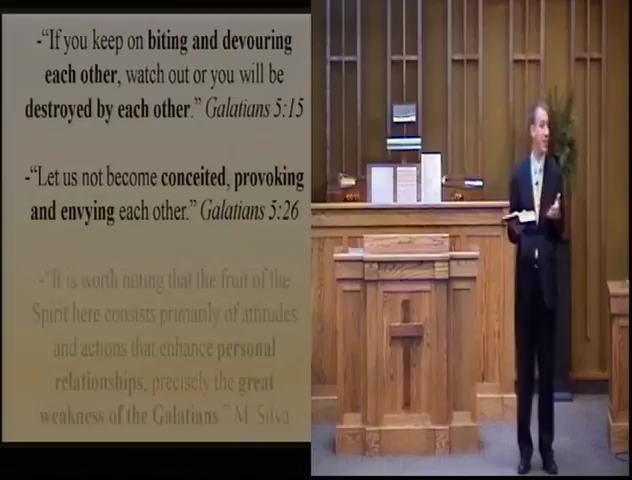 -“If you keep on biting and devouring
each other, watch out or you will be
destroyed by each other.” Galatians 5:15
-“Let us not become conceited, provoking
and envying each other.” Galatians 5:26
-“It is worth noting that the fruit of the
Spirit here consists primarily of attitudes
and actions that enhance personal
relationships, precisely the great
weakness of the Galatians.” M. Silva